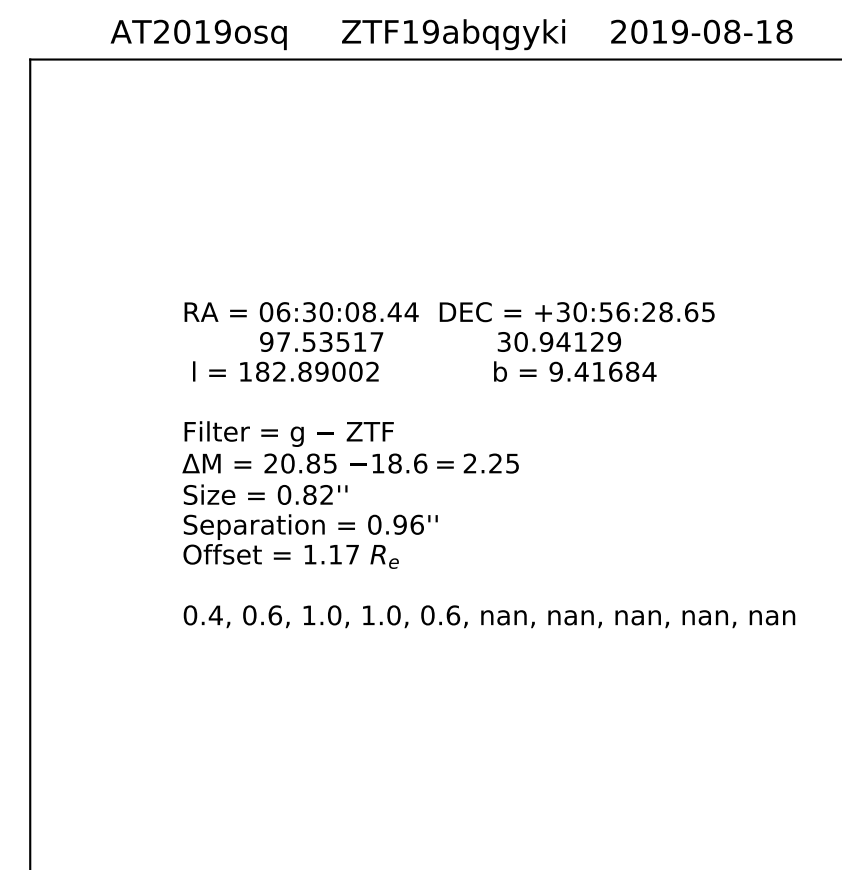 AT2019osq ZTF19abqgyki 2019-08-18
RA = 06:30:08.44 DEC = +30:56:28.65
97.53517 30.94129
l = 182.89002 b = 9.41684
Filter = g − ZTF
ΔM = 20.85 −18.6 = 2.25
Size = 0.82''
Separation = 0.96''
Offset = 1.17 Rₑ
0.4, 0.6, 1.0, 1.0, 0.6, nan, nan, nan, nan, nan